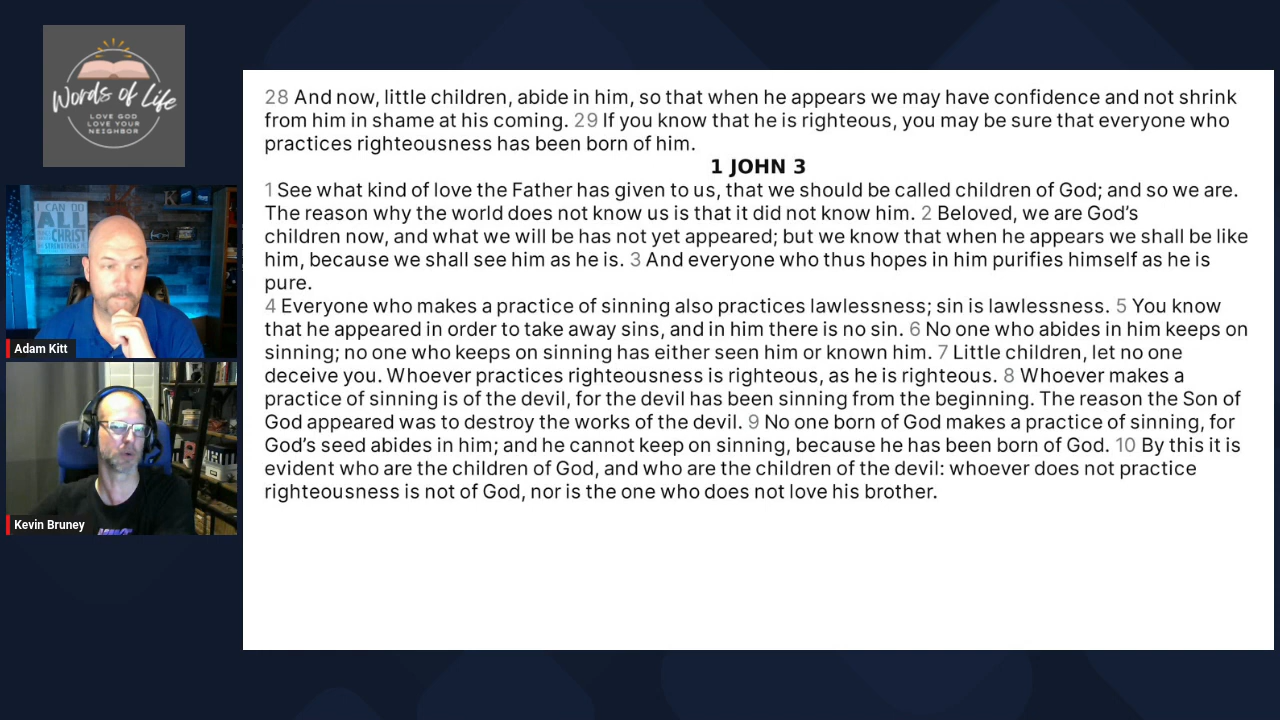 Words of Life
LOVE GOD
LOVE YOUR
NEIGHBOR
I CAN DO
ALL
CHRIST
STRENGTHENS
Adam Kitt
Kevin Bruney
28 And now, little children, abide in him, so that when he appears we may have confidence and not shrink
from him in shame at his coming. 29 If you know that he is righteous, you may be sure that everyone who
practices righteousness has been born of him.
1 JOHN 3
1 See what kind of love the Father has given to us, that we should be called children of God; and so we are.
The reason why the world does not know us is that it did not know him. 2 Beloved, we are God’s
children now, and what we will be has not yet appeared; but we know that when he appears we shall be like
him, because we shall see him as he is. 3 And everyone who thus hopes in him purifies himself as he is
pure.
4 Everyone who makes a practice of sinning also practices lawlessness; sin is lawlessness. 5 You know
that he appeared in order to take away sins, and in him there is no sin. 6 No one who abides in him keeps on
sinning; no one who keeps on sinning has either seen him or known him. 7 Little children, let no one
deceive you. Whoever practices righteousness is righteous, as he is righteous. 8 Whoever makes a
practice of sinning is of the devil, for the devil has been sinning from the beginning. The reason the Son of
God appeared was to destroy the works of the devil. 9 No one born of God makes a practice of sinning, for
God’s seed abides in him; and he cannot keep on sinning, because he has been born of God. 10 By this it is
evident who are the children of God, and who are the children of the devil: whoever does not practice
righteousness is not of God, nor is the one who does not love his brother.